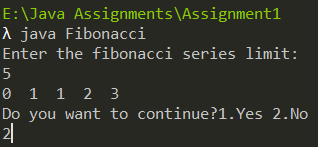 E:\Java Assignments\Assignment1
λ java Fibonacci
Enter the fibonacci series limit:
5
0  1  1  2  3
Do you want to continue?1.Yes 2.No
2